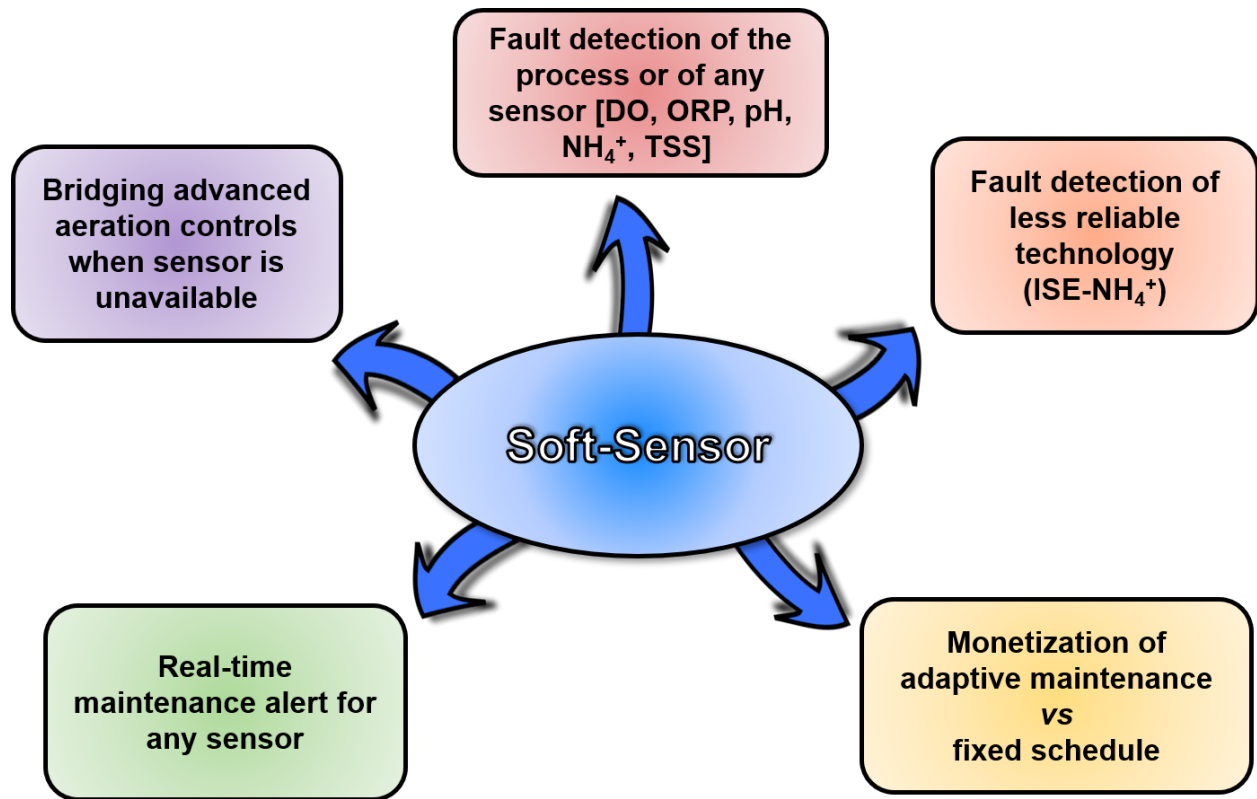 Fault detection of the
process or of any
sensor [DO, ORP, pH,
NH₄⁺, TSS]
Bridging advanced
aeration controls
when sensor is
unavailable
Fault detection of
less reliable
technology
(ISE-NH₄⁺)
Soft-Sensor
Real-time
maintenance alert for
any sensor
Monetization of
adaptive maintenance
vs
fixed schedule